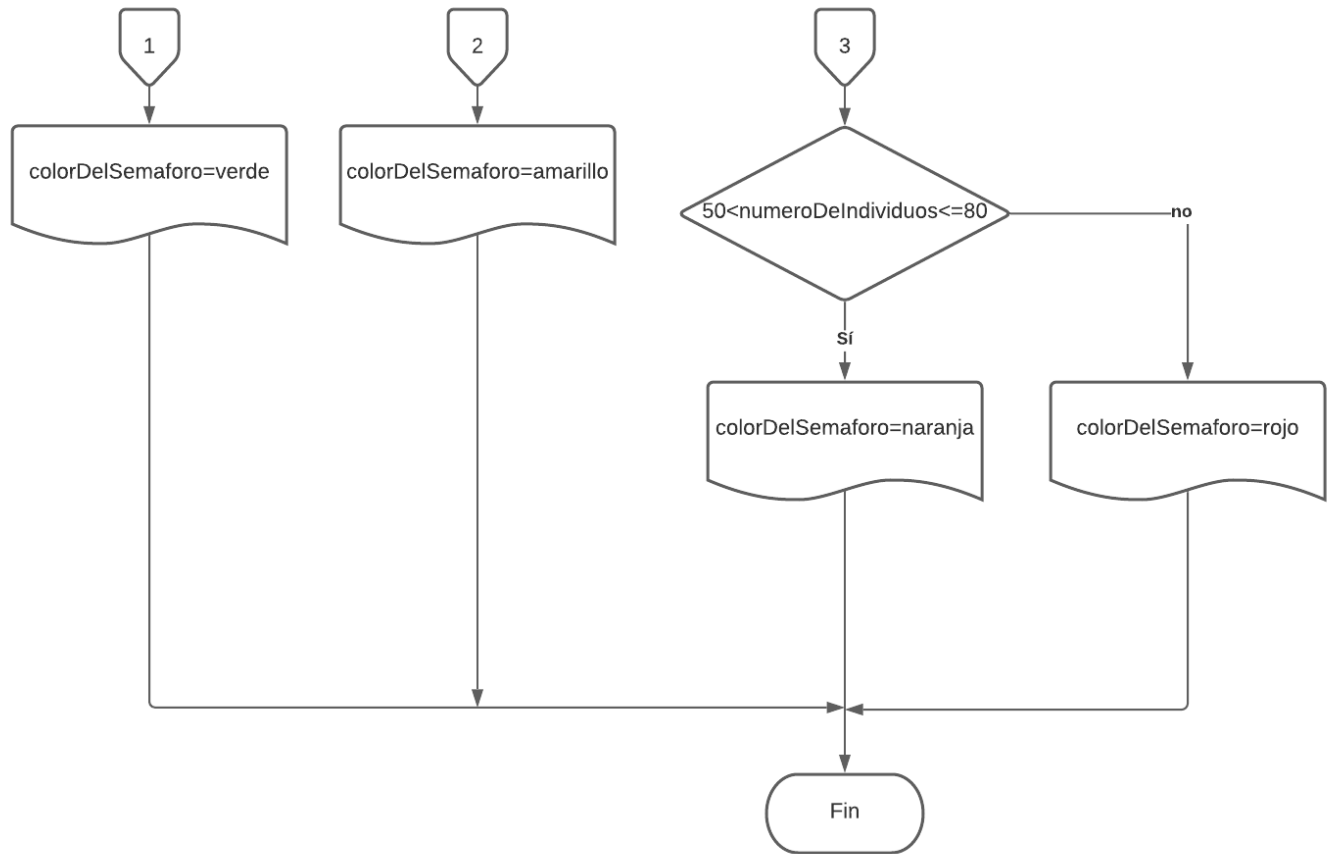 1
2
3
colorDelSemaforo=verde
colorDelSemaforo=amarillo
50<numeroDeIndividuos<=80
no
Sí
colorDelSemaforo=naranja
colorDelSemaforo=rojo
Fin